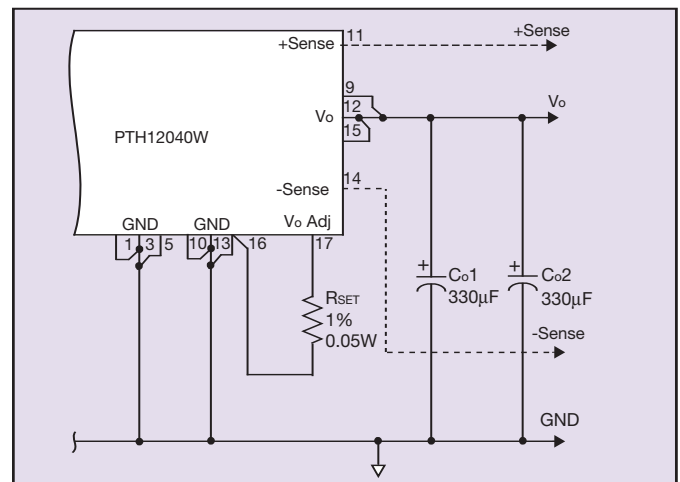 +Sense 11 +Sense
9
Vo 12 Vo
15
PTH12040W
14
-Sense
GND GND Vo Adj
1 3 5 10 13 16 17
RSET
1%
0.05W
+ Co1
330µF
+ Co2
330µF
-Sense
GND